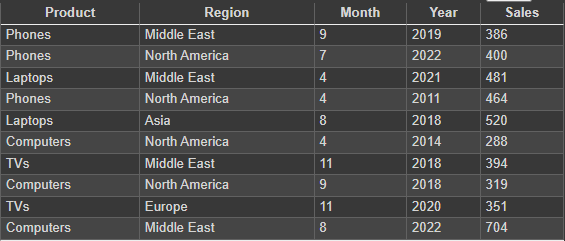 Product Region Month Year Sales
Phones Middle East 9 2019 386
Phones North America 7 2022 400
Laptops Middle East 4 2021 481
Phones North America 4 2011 464
Laptops Asia 8 2018 520
Computers North America 4 2014 288
TVs Middle East 11 2018 394
Computers North America 9 2018 319
TVs Europe 11 2020 351
Computers Middle East 8 2022 704